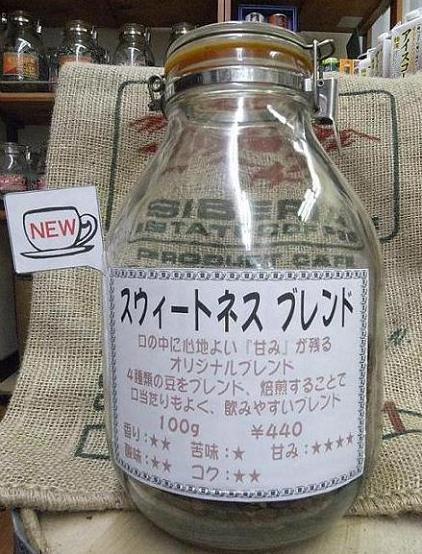 NEW
スウィートネス ブレンド
口の中に心地よい『甘み』が残る
オリジナルブレンド
4種類の豆をブレンド、焙煎することで
口当たりもよく、飲みやすいブレンド
100g ¥440
香り:★★ 苦味:★ 甘み:★★★★
酸味:★★ コク:★★
PRODUCT